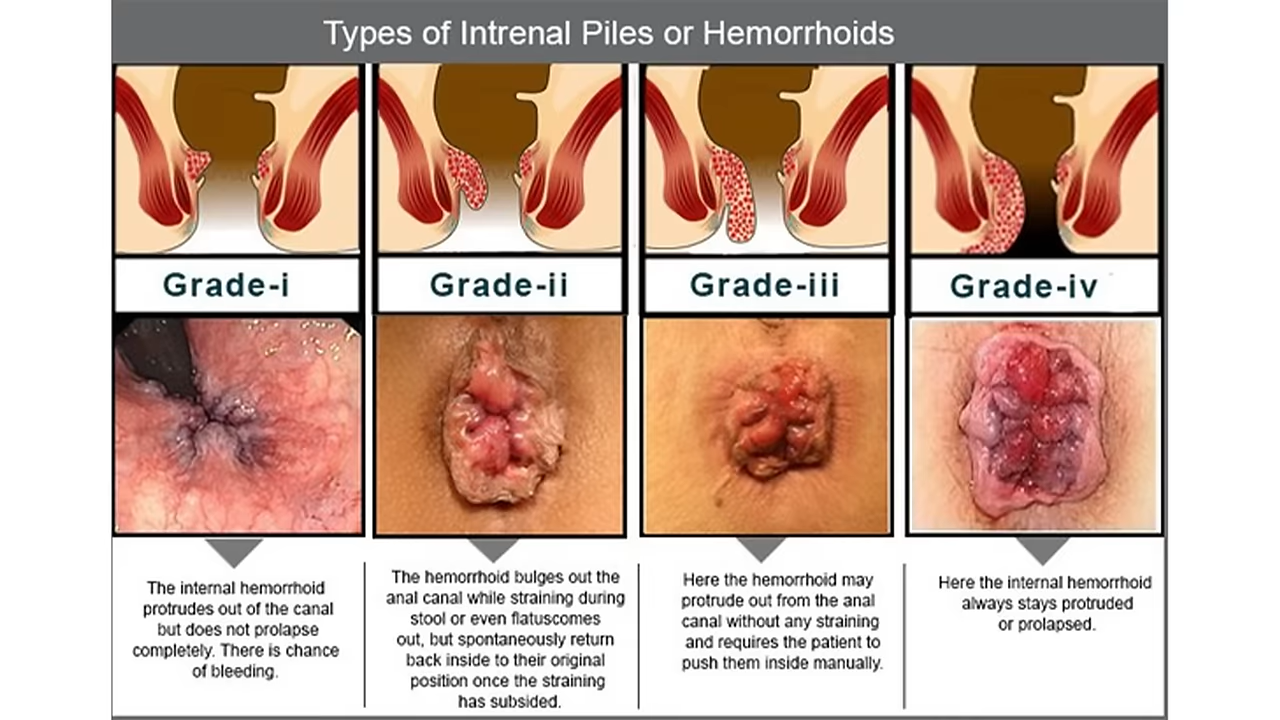 Types of Intrenal Piles or Hemorrhoids
Grade-i
Grade-ii
Grade-iii
Grade-iv
The internal hemorrhoid
protrudes out of the canal
but does not prolapse
completely. There is chance
of bleeding.
The hemorrhoid bulges out the
anal canal while straining during
stool or even flatuscomes
out, but spontaneously return
back inside to their original
position once the straining
has subsided.
Here the hemorrhoid may
protrude out from the anal
canal without any straining
and requires the patient to
push them inside manually.
Here the internal hemorrhoid
always stays protruded
or prolapsed.